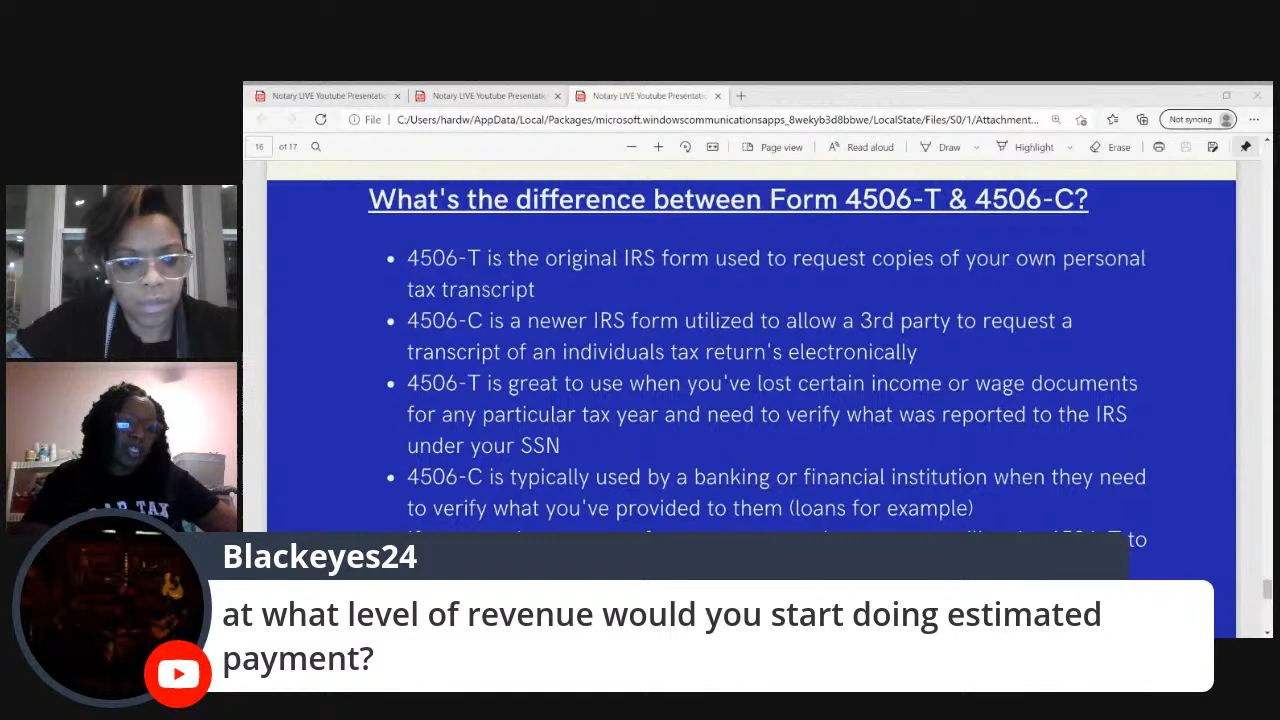 Notary LIVE Youtube Presentatio
Notary LIVE Youtube Presentatio
Notary LIVE Youtube Presentatio
File
C:/Users/hardw/AppData/Local/Packages/microsoft.windowscommunicationsapps_8wekyb3d8bbwe/LocalState/Files/S0/1/Attachment...
Not syncing
16 of 17
Page view
Read aloud
Draw
Highlight
Erase
What's the difference between Form 4506-T & 4506-C?
• 4506-T is the original IRS form used to request copies of your own personal
tax transcript
• 4506-C is a newer IRS form utilized to allow a 3rd party to request a
transcript of an individuals tax return's electronically
• 4506-T is great to use when you've lost certain income or wage documents
for any particular tax year and need to verify what was reported to the IRS
under your SSN
• 4506-C is typically used by a banking or financial institution when they need
to verify what you've provided to them (loans for example)
to
TAX
Blackeyes24
at what level of revenue would you start doing estimated
payment?